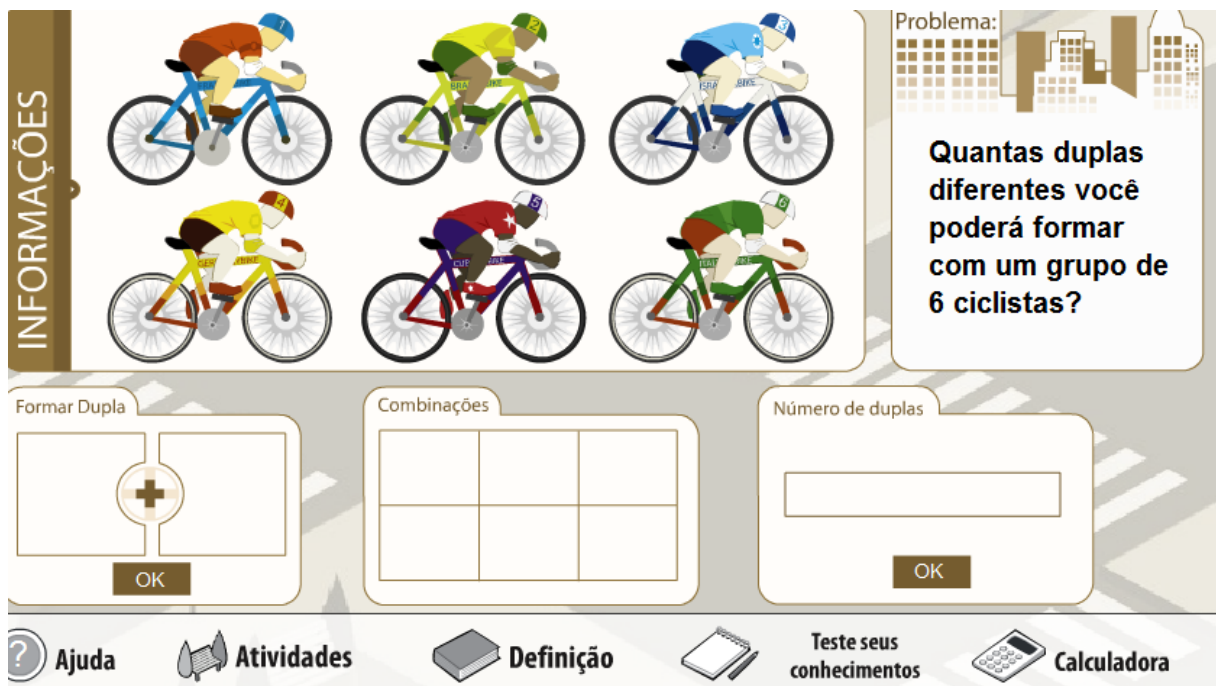 INFORMAÇÕES
1
2
3
4
5
6
Problema:
Quantas duplas
diferentes você
poderá formar
com um grupo de
6 ciclistas?
Formar Dupla
OK
Combinações
Número de duplas
OK
Ajuda
Atividades
Definição
Teste seus
conhecimentos
Calculadora